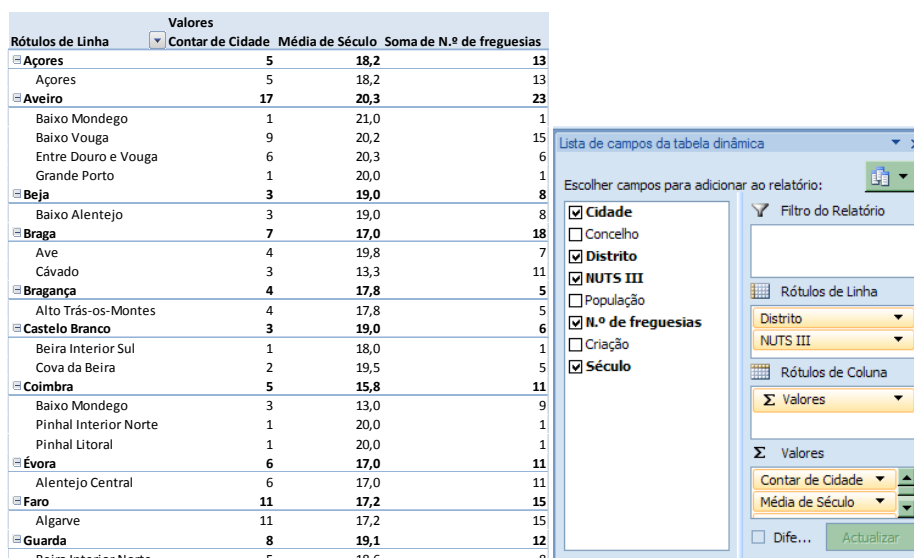 Valores
Rótulos de Linha Contar de Cidade Média de Século Soma de N.º de freguesias
Açores 5 18,2 13
Açores 5 18,2 13
Aveiro 17 20,3 23
Baixo Mondego 1 21,0 1
Baixo Vouga 9 20,2 15
Entre Douro e Vouga 6 20,3 6
Grande Porto 1 20,0 1
Beja 3 19,0 8
Baixo Alentejo 3 19,0 8
Braga 7 17,0 18
Ave 4 19,8 7
Cávado 3 13,3 11
Bragança 4 17,8 5
Alto Trás-os-Montes 4 17,8 5
Castelo Branco 3 19,0 6
Beira Interior Sul 1 18,0 1
Cova da Beira 2 19,5 5
Coimbra 5 15,8 11
Baixo Mondego 3 13,0 9
Pinhal Interior Norte 1 20,0 1
Pinhal Litoral 1 20,0 1
Évora 6 17,0 11
Alentejo Central 6 17,0 11
Faro 11 17,2 15
Algarve 11 17,2 15
Guarda 8 19,1 12
Beira Interior Norte 5 18,6 8
Lista de campos da tabela dinâmica
Escolher campos para adicionar ao relatório:
Cidade
Concelho
Distrito
NUTS III
População
N.º de freguesias
Criação
Século
Filtro do Relatório
Rótulos de Linha
Distrito
NUTS III
Rótulos de Coluna
Σ Valores
Σ Valores
Contar de Cidade
Média de Século
Dife... Actualizar